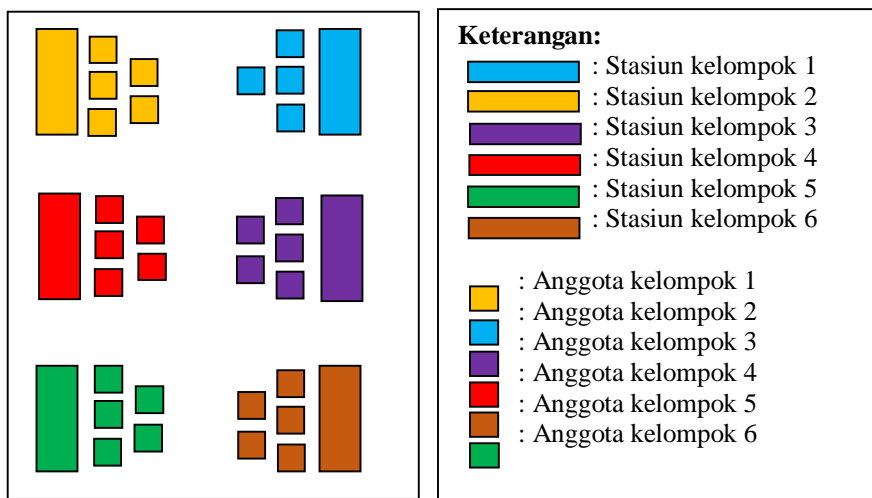 Keterangan:
: Stasiun kelompok 1
: Stasiun kelompok 2
: Stasiun kelompok 3
: Stasiun kelompok 4
: Stasiun kelompok 5
: Stasiun kelompok 6
: Anggota kelompok 1
: Anggota kelompok 2
: Anggota kelompok 3
: Anggota kelompok 4
: Anggota kelompok 5
: Anggota kelompok 6